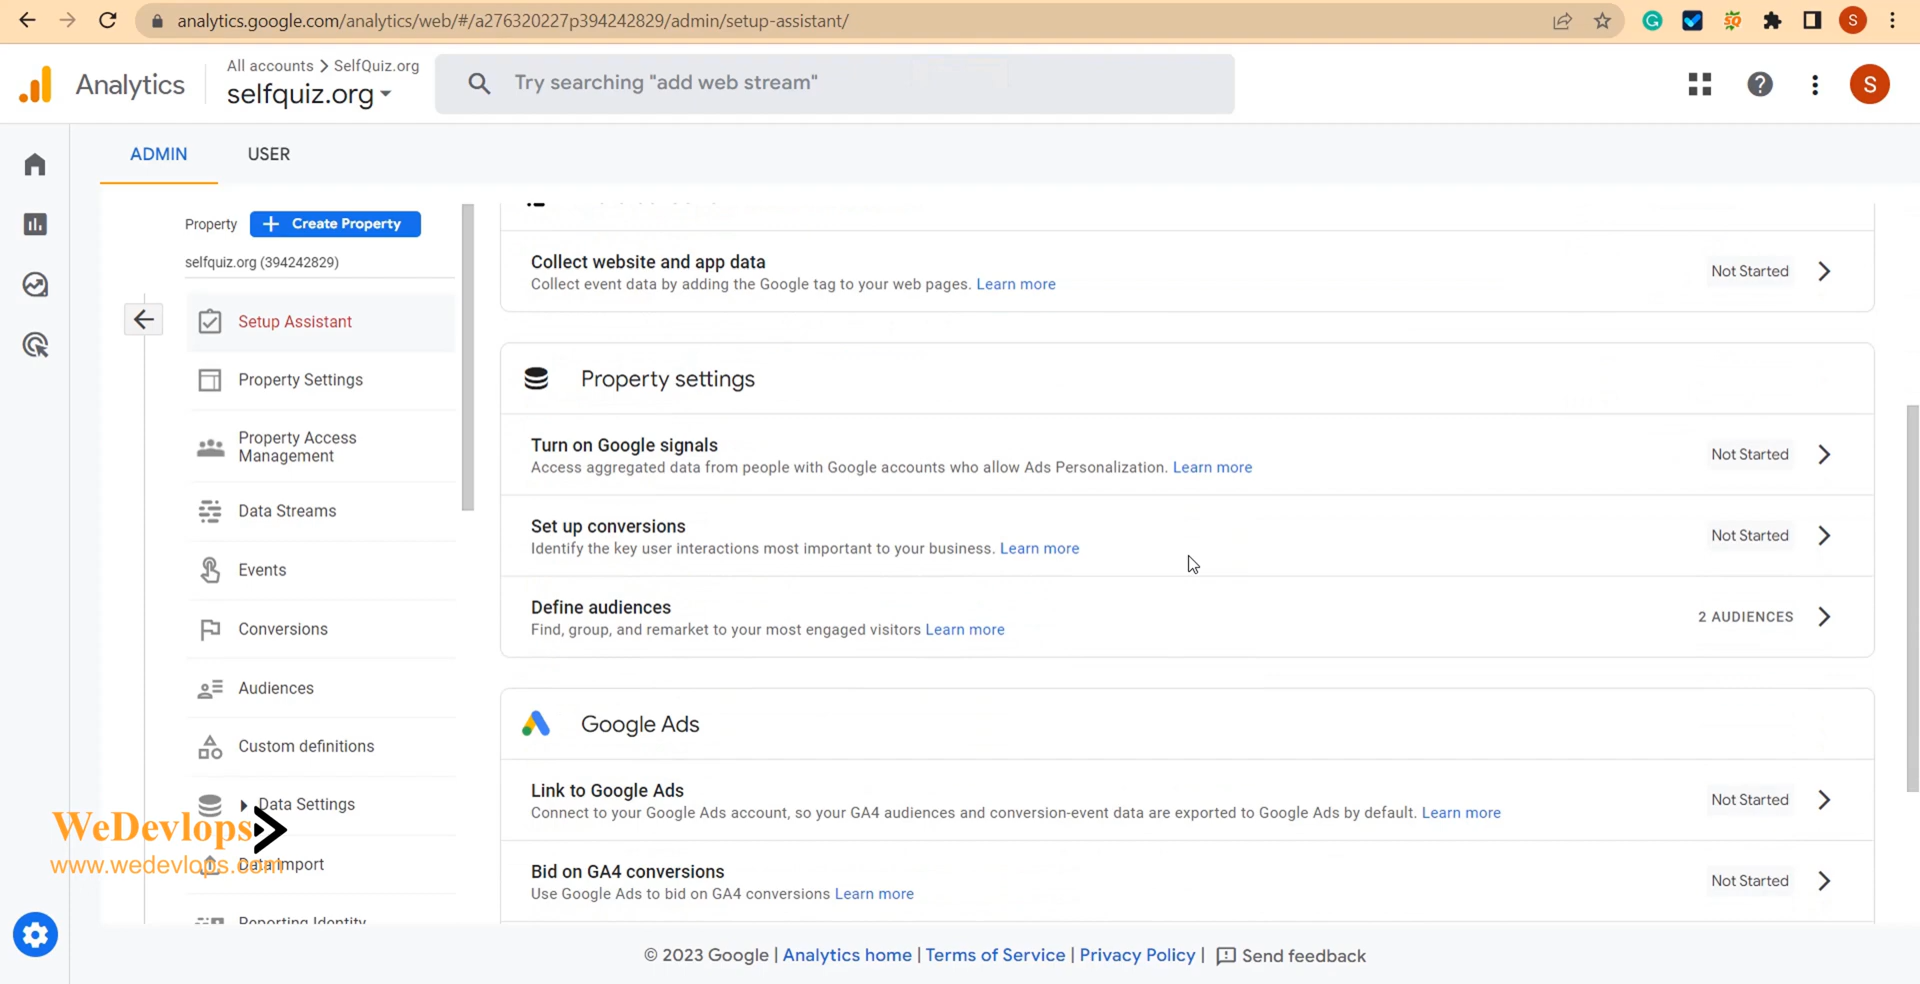 analytics.google.com/analytics/web/#/a276320227p394242829/admin/setup-assistant/
S
Analytics
All accounts > SelfQuiz.org
selfquiz.org
Try searching "add web stream"
S
ADMIN
USER
Property
+ Create Property
selfquiz.org (394242829)
Setup Assistant
Property Settings
Property Access
Management
Data Streams
Events
Conversions
Audiences
Custom definitions
Data Settings
Data Import
Reporting Identity
Collect website and app data
Collect event data by adding the Google tag to your web pages. Learn more
Not Started
Property settings
Turn on Google signals
Access aggregated data from people with Google accounts who allow Ads Personalization. Learn more
Not Started
Set up conversions
Identify the key user interactions most important to your business. Learn more
Not Started
Define audiences
Find, group, and remarket to your most engaged visitors Learn more
2 AUDIENCES
Google Ads
Link to Google Ads
Connect to your Google Ads account, so your GA4 audiences and conversion-event data are exported to Google Ads by default. Learn more
Not Started
Bid on GA4 conversions
Use Google Ads to bid on GA4 conversions Learn more
Not Started
WeDevlops
www.wedevlops.com
© 2023 Google | Analytics home | Terms of Service | Privacy Policy | Send feedback